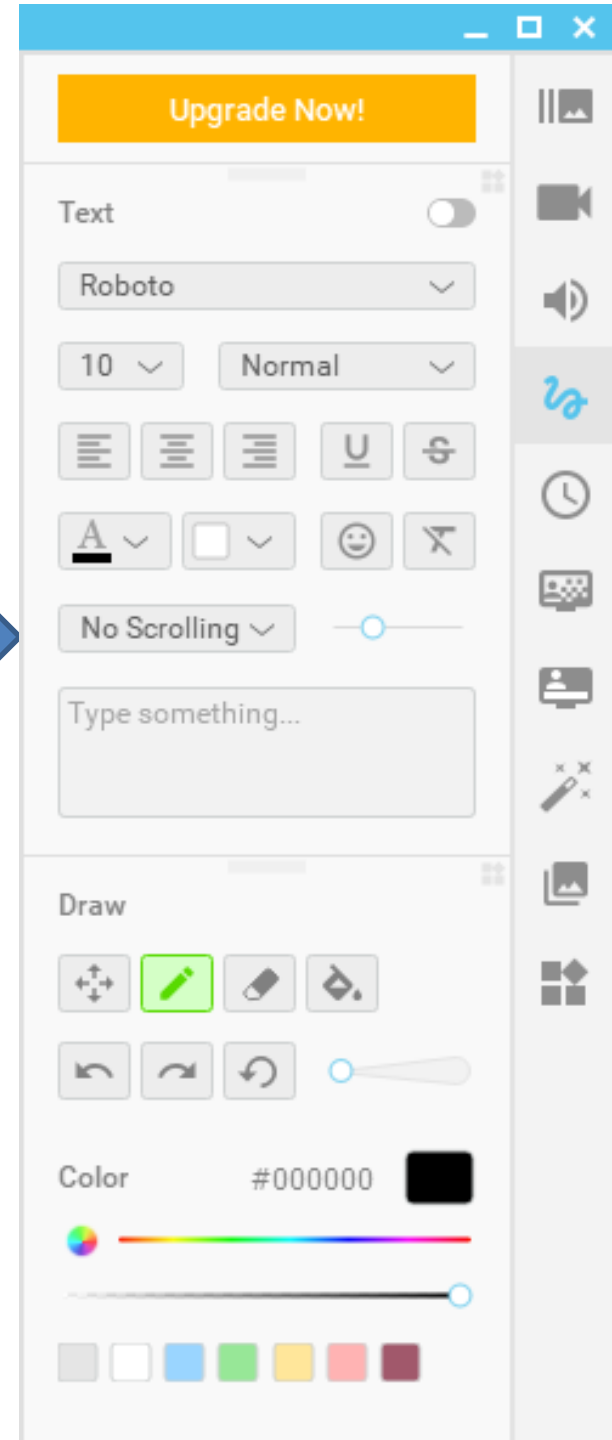 Upgrade Now!
Text
Roboto
10 Normal
U S
A
No Scrolling
Type something...
Draw
Color #000000